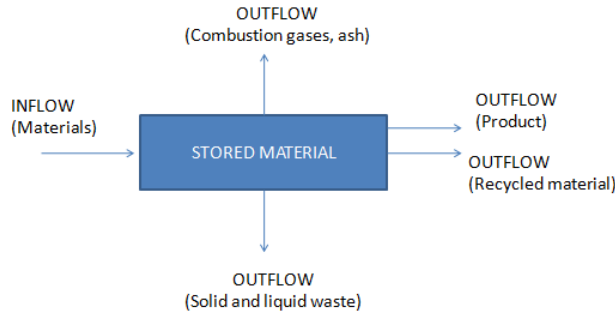 OUTFLOW
(Combustion gases, ash)
INFLOW
(Materials)
STORED MATERIAL
OUTFLOW
(Product)
OUTFLOW
(Recycled material)
OUTFLOW
(Solid and liquid waste)